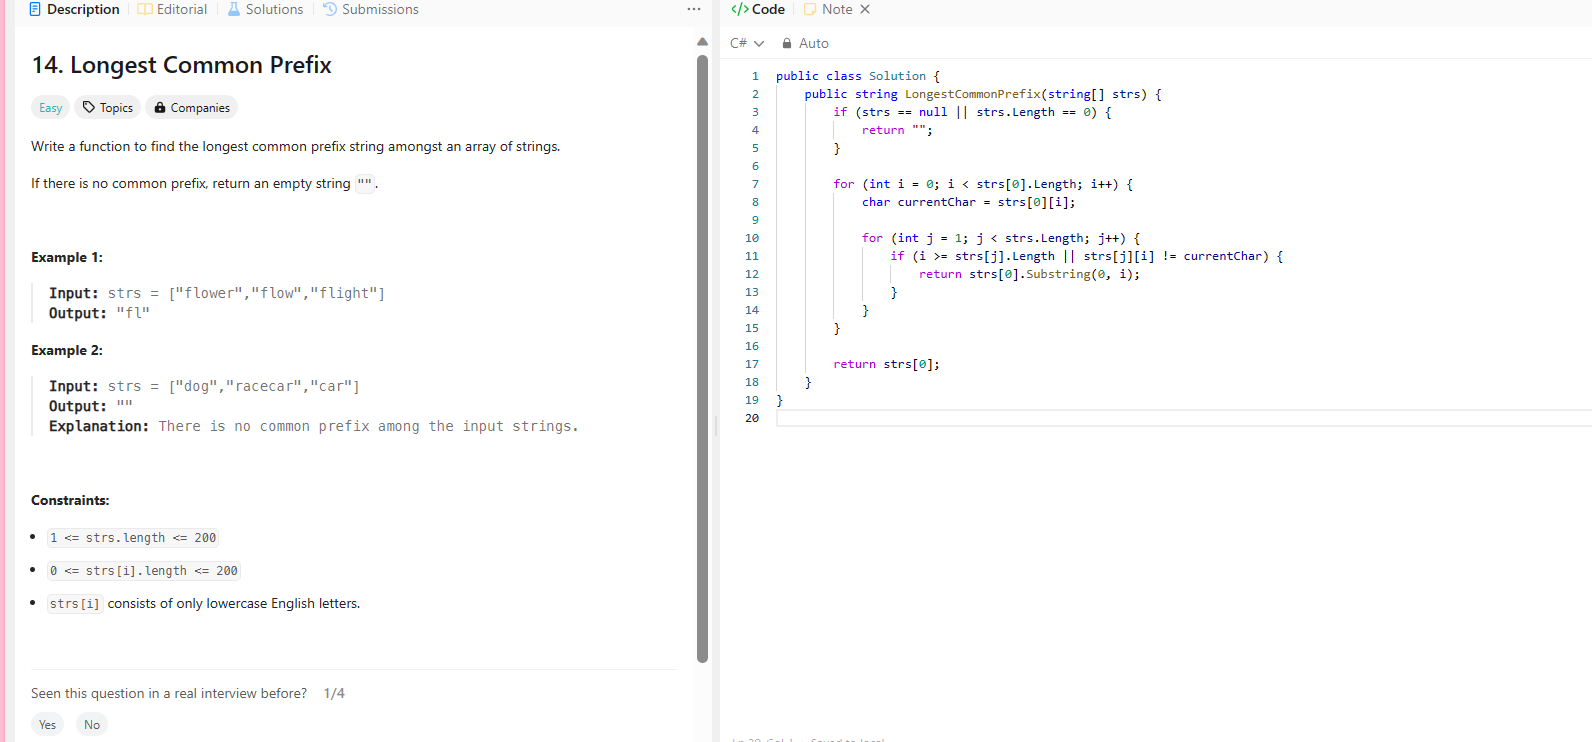 Description
Editorial
Solutions
Submissions
14. Longest Common Prefix
Easy
Topics
Companies
Write a function to find the longest common prefix string amongst an array of strings.
If there is no common prefix, return an empty string "".
Example 1:
Input: strs = ["flower","flow","flight"]
Output: "fl"
Example 2:
Input: strs = ["dog","racecar","car"]
Output: ""
Explanation: There is no common prefix among the input strings.
Constraints:
1 <= strs.length <= 200
0 <= strs[i].length <= 200
strs[i] consists of only lowercase English letters.
Seen this question in a real interview before? 1/4
Yes
No
</> Code
Note
C#
Auto
1 public class Solution {
2 public string LongestCommonPrefix(string[] strs) {
3 if (strs == null || strs.Length == 0) {
4 return "";
5 }
6
7 for (int i = 0; i < strs[0].Length; i++) {
8 char currentChar = strs[0][i];
9
10 for (int j = 1; j < strs.Length; j++) {
11 if (i >= strs[j].Length || strs[j][i] != currentChar) {
12 return strs[0].Substring(0, i);
13 }
14 }
15 }
16
17 return strs[0];
18 }
19 }
20